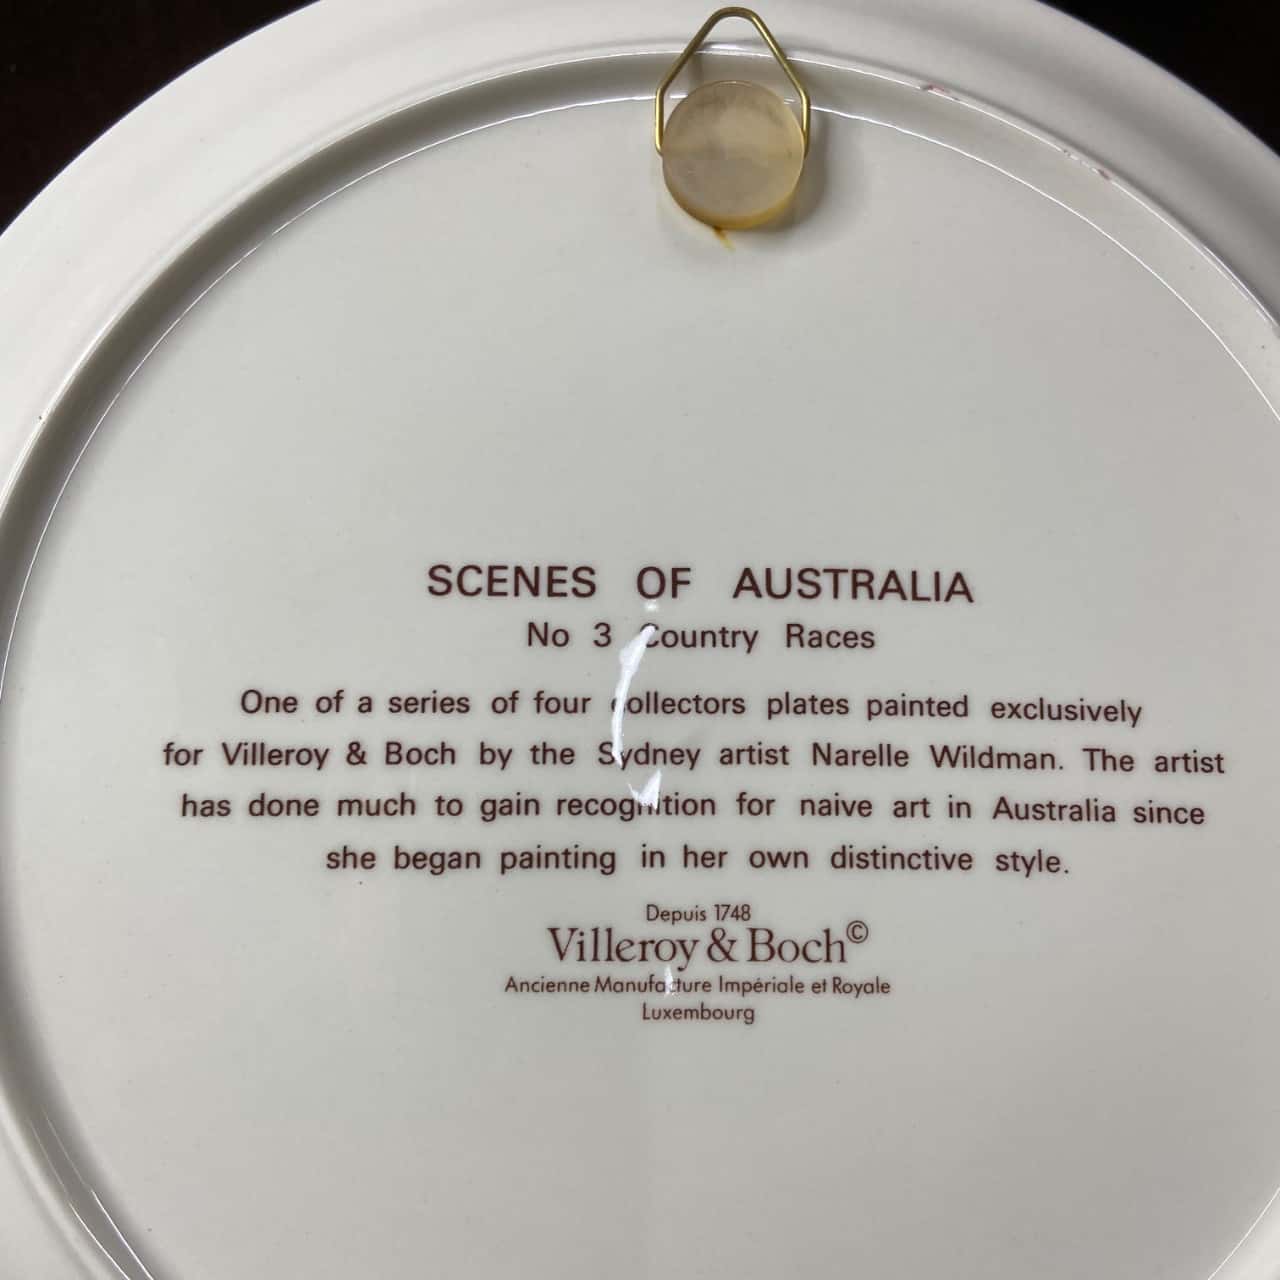 SCENES OF AUSTRALIA
No 3 Country Races
One of a series of four collectors plates painted exclusively
for Villeroy & Boch by the Sydney artist Narelle Wildman. The artist
has done much to gain recognition for naive art in Australia since
she began painting in her own distinctive style.
Depuis 1748
Villeroy & Boch©
Ancienne Manufacture Impériale et Royale
Luxembourg